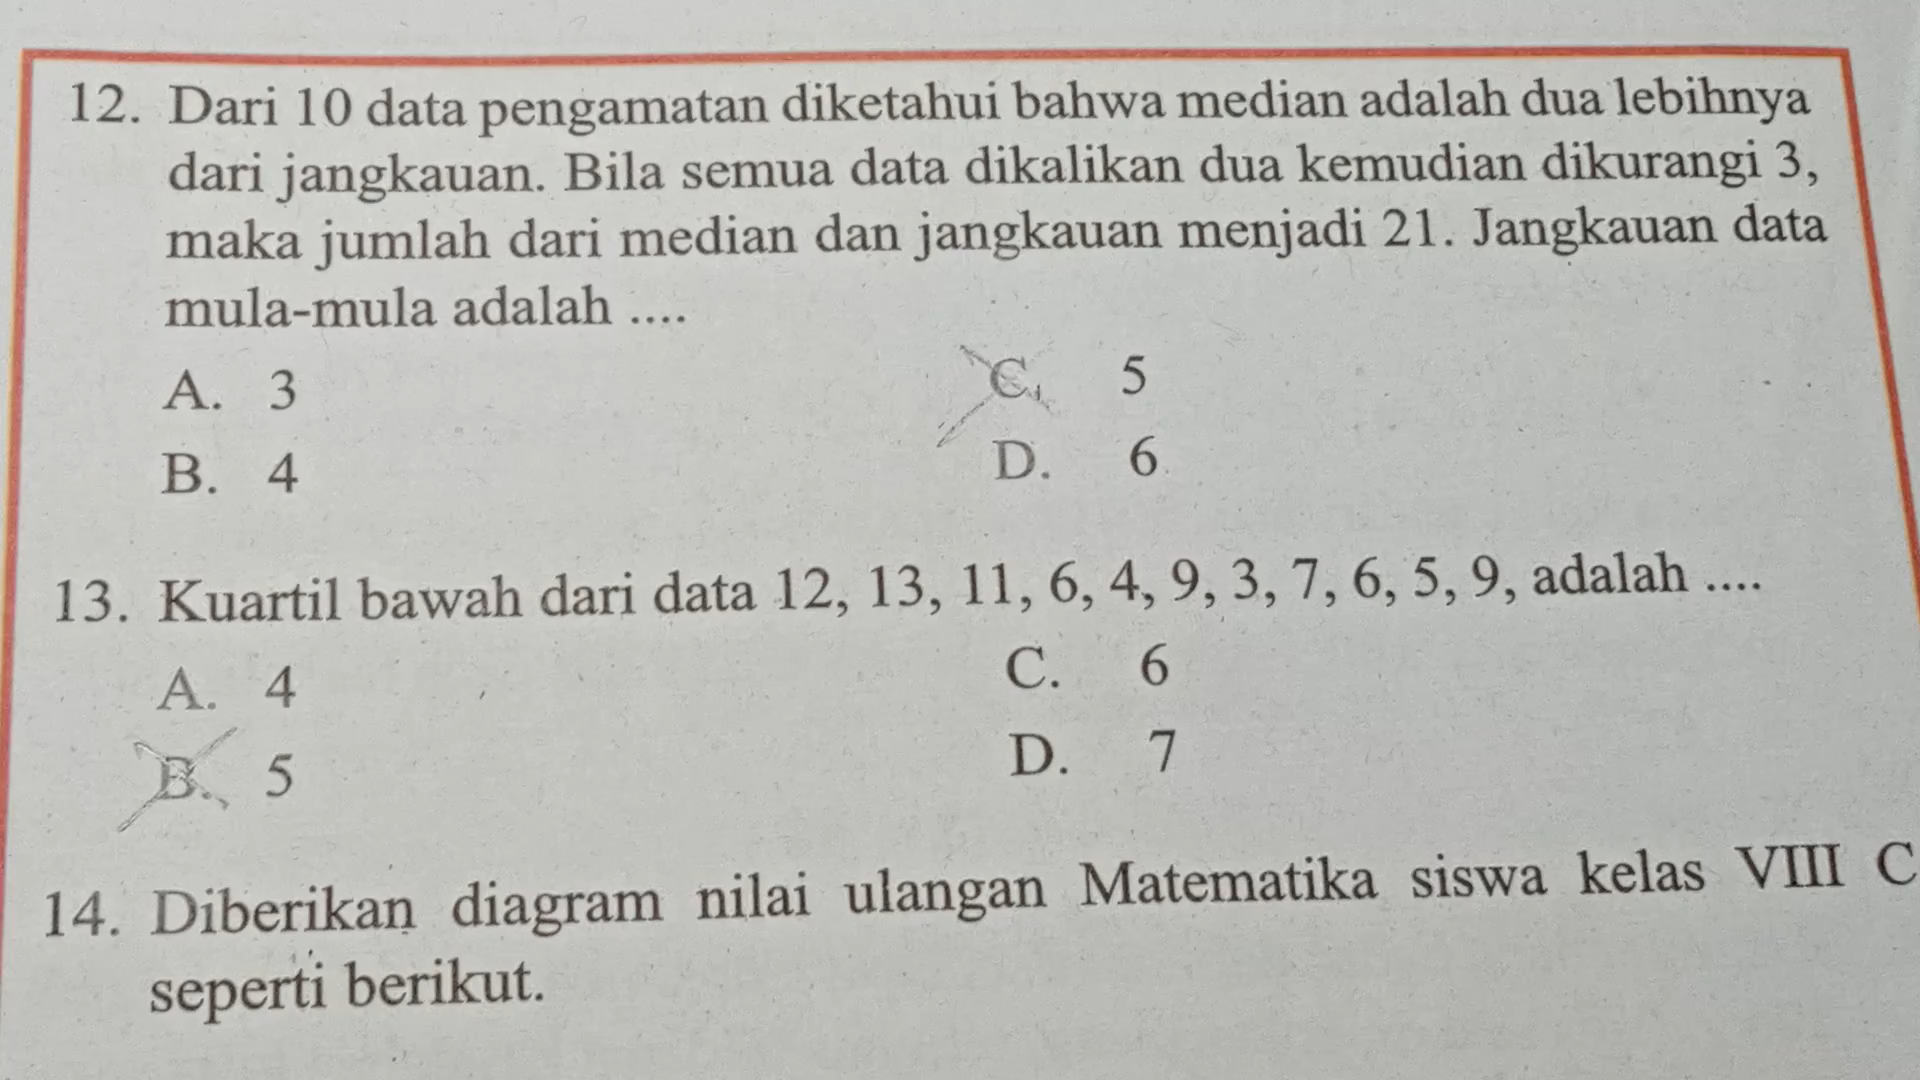 12. Dari 10 data pengamatan diketahui bahwa median adalah dua lebihnya
dari jangkauan. Bila semua data dikalikan dua kemudian dikurangi 3,
maka jumlah dari median dan jangkauan menjadi 21. Jangkauan data
mula-mula adalah ....
A. 3
B. 4
C. 5
D. 6
13. Kuartil bawah dari data 12, 13, 11, 6, 4, 9, 3, 7, 6, 5, 9, adalah ....
A. 4
B. 5
C. 6
D. 7
14. Diberikan diagram nilai ulangan Matematika siswa kelas VIII C
seperti berikut.